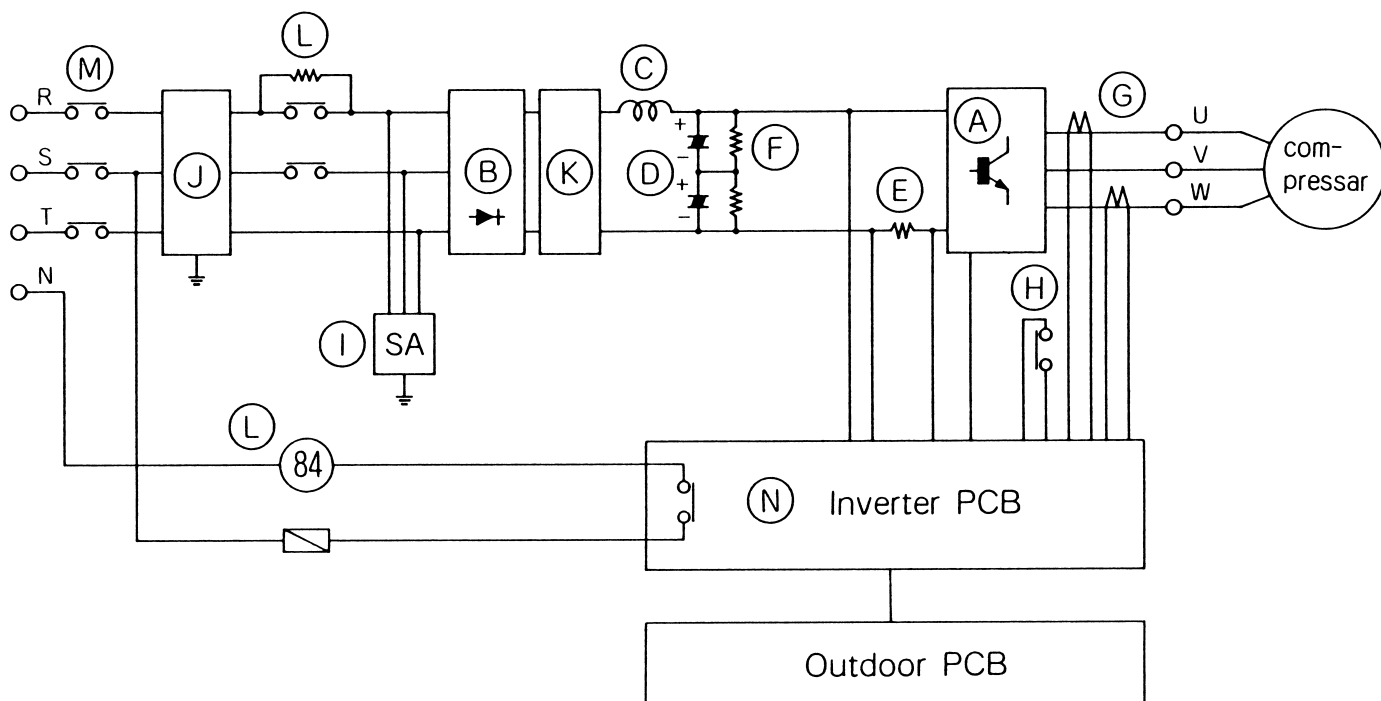 L
M
C
G
R
U
A
J
B
K
+
-
D
+
-
F
S
V
com-
pressar
E
T
W
N
H
I
SA
L
84
N
Inverter PCB
Outdoor PCB